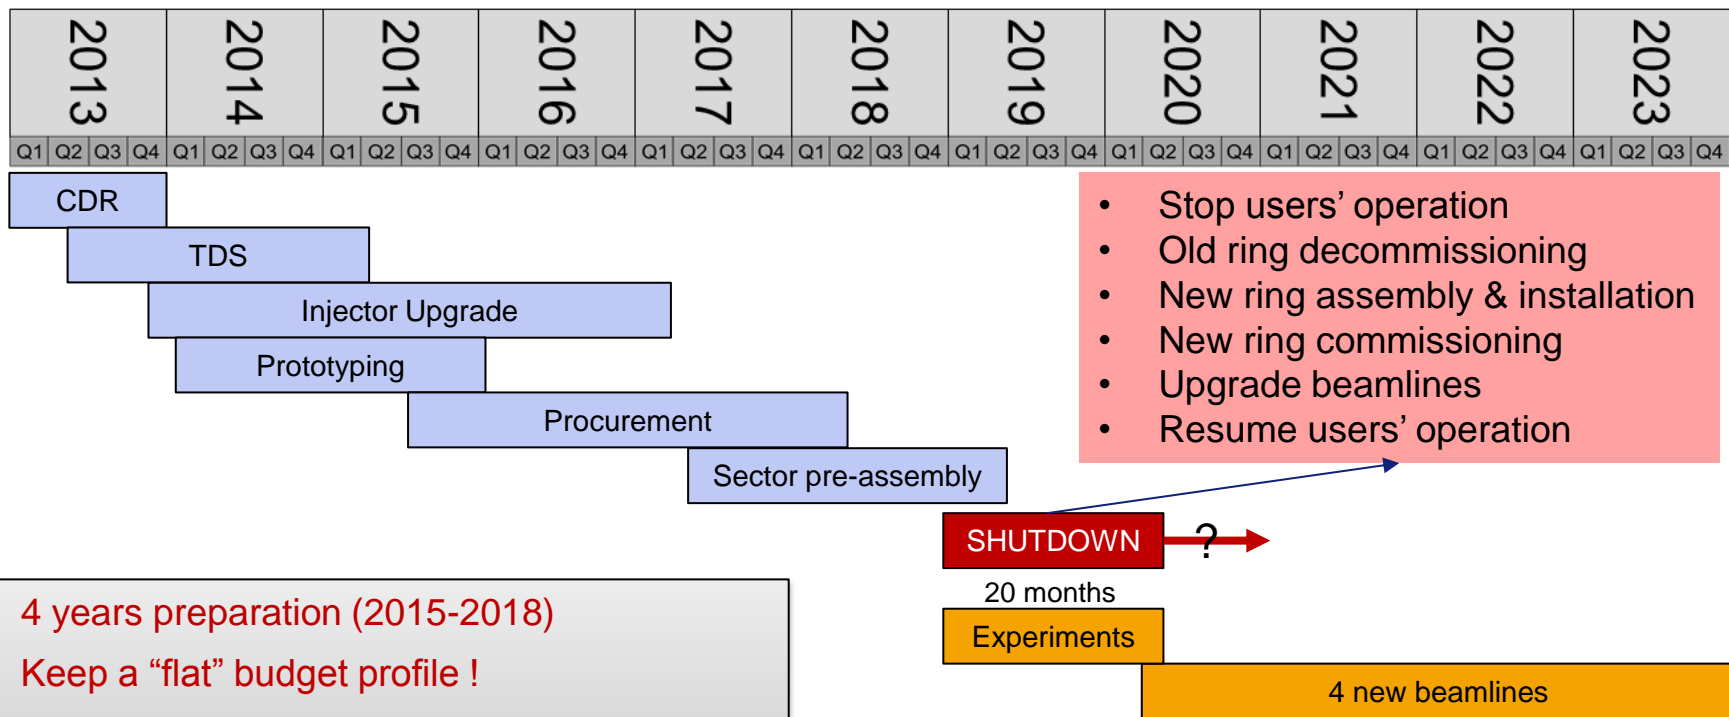 2013 2014 2015 2016 2017 2018 2019 2020 2021 2022 2023
Q1 Q2 Q3 Q4 Q1 Q2 Q3 Q4 Q1 Q2 Q3 Q4 Q1 Q2 Q3 Q4 Q1 Q2 Q3 Q4 Q1 Q2 Q3 Q4 Q1 Q2 Q3 Q4 Q1 Q2 Q3 Q4 Q1 Q2 Q3 Q4 Q1 Q2 Q3 Q4 Q1 Q2 Q3 Q4
CDR
TDS
Injector Upgrade
Prototyping
Procurement
Sector pre-assembly
• Stop users’ operation
• Old ring decommissioning
• New ring assembly & installation
• New ring commissioning
• Upgrade beamlines
• Resume users’ operation
SHUTDOWN ?
20 months
Experiments
4 new beamlines
4 years preparation (2015-2018)
Keep a “flat” budget profile !